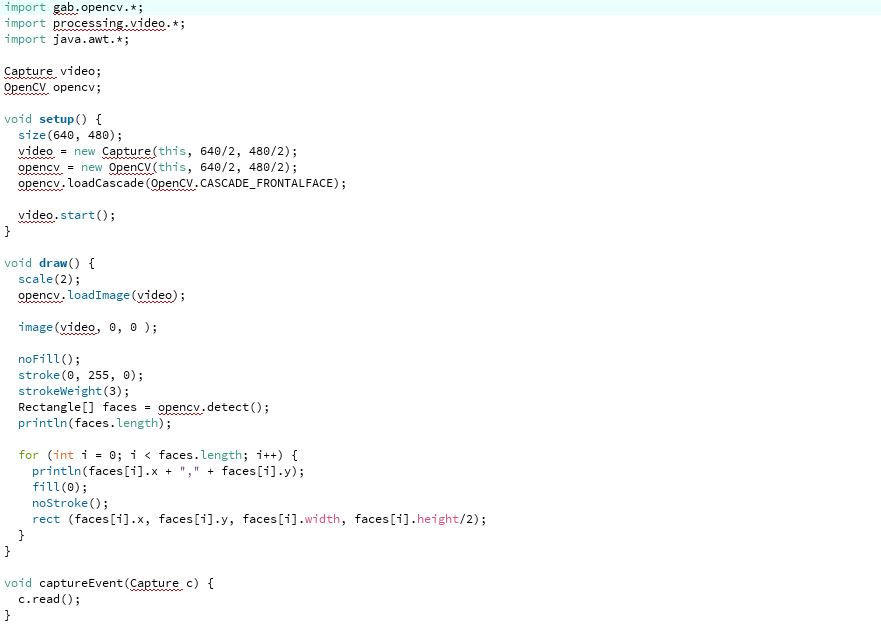 import gab.opencv.*;
import processing.video.*;
import java.awt.*;

Capture video;
OpenCV opencv;

void setup() {
  size(640, 480);
  video = new Capture(this, 640/2, 480/2);
  opencv = new OpenCV(this, 640/2, 480/2);
  opencv.loadCascade(OpenCV.CASCADE_FRONTALFACE);

  video.start();
}

void draw() {
  scale(2);
  opencv.loadImage(video);

  image(video, 0, 0 );

  noFill();
  stroke(0, 255, 0);
  strokeWeight(3);
  Rectangle[] faces = opencv.detect();
  println(faces.length);

  for (int i = 0; i < faces.length; i++) {
    println(faces[i].x + "," + faces[i].y);
    fill(0);
    noStroke();
    rect (faces[i].x, faces[i].y, faces[i].width, faces[i].height/2);
  }
}

void captureEvent(Capture c) {
  c.read();
}